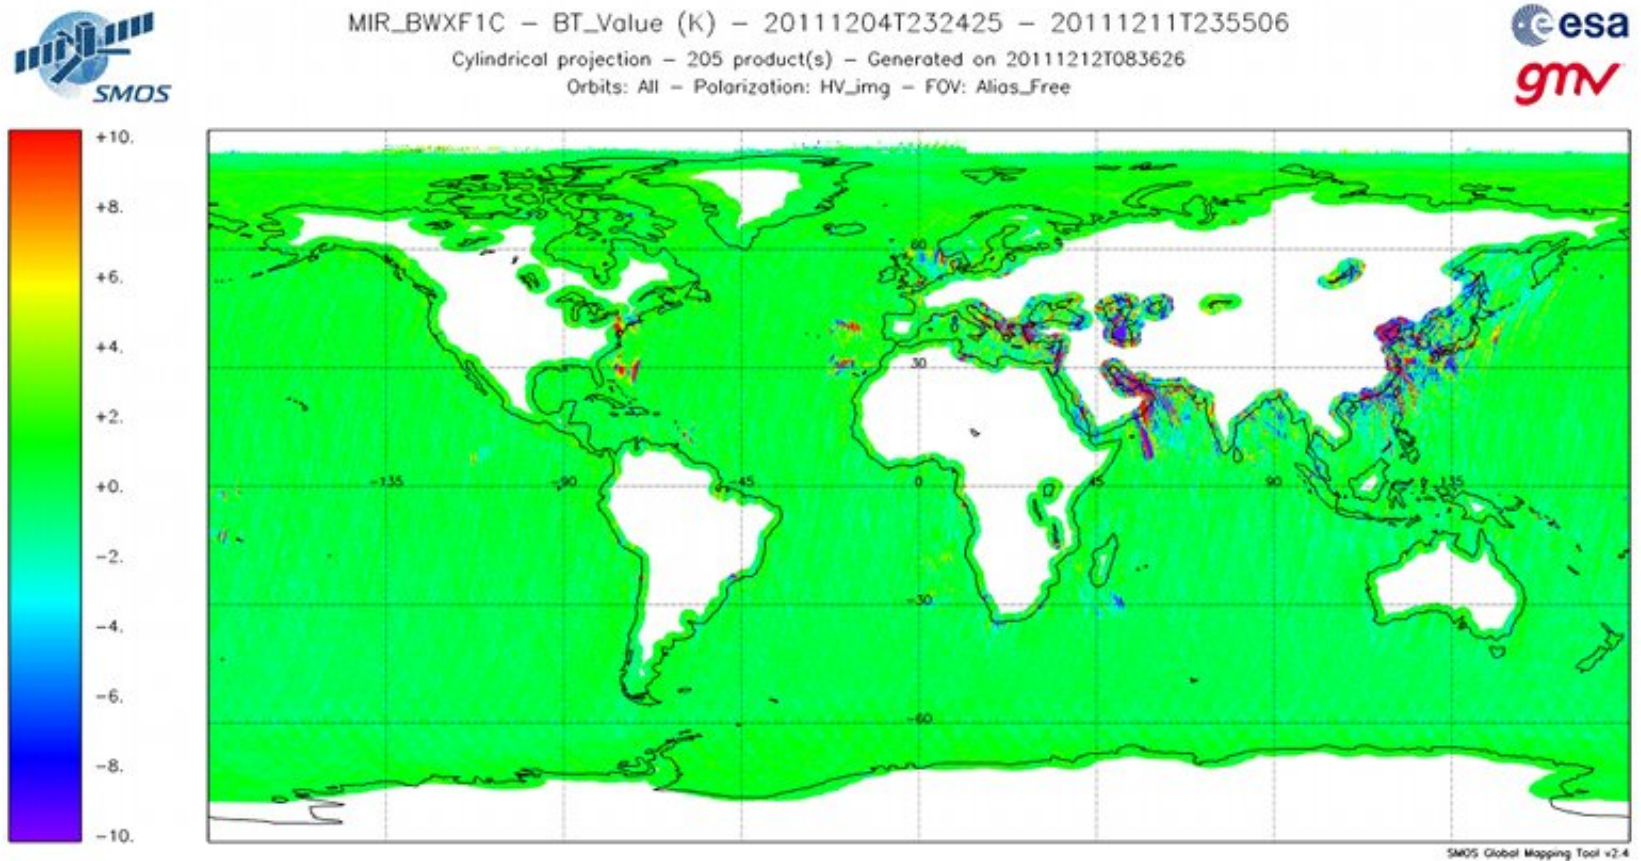 MIR_BWXF1C – BT_Value (K) – 20111204T232425 – 20111211T235506
Cylindrical projection – 205 product(s) – Generated on 20111212T083626
Orbits: All – Polarization: HV_img – FOV: Alias_Free
SMOS
esa
gmv
+10.
+8.
+6.
+4.
+2.
+0.
−2.
−4.
−6.
−8.
−10.
60
30
−135 −90 −45 0 45 90 135
−30
−60
SMOS Global Mapping Tool v2.4